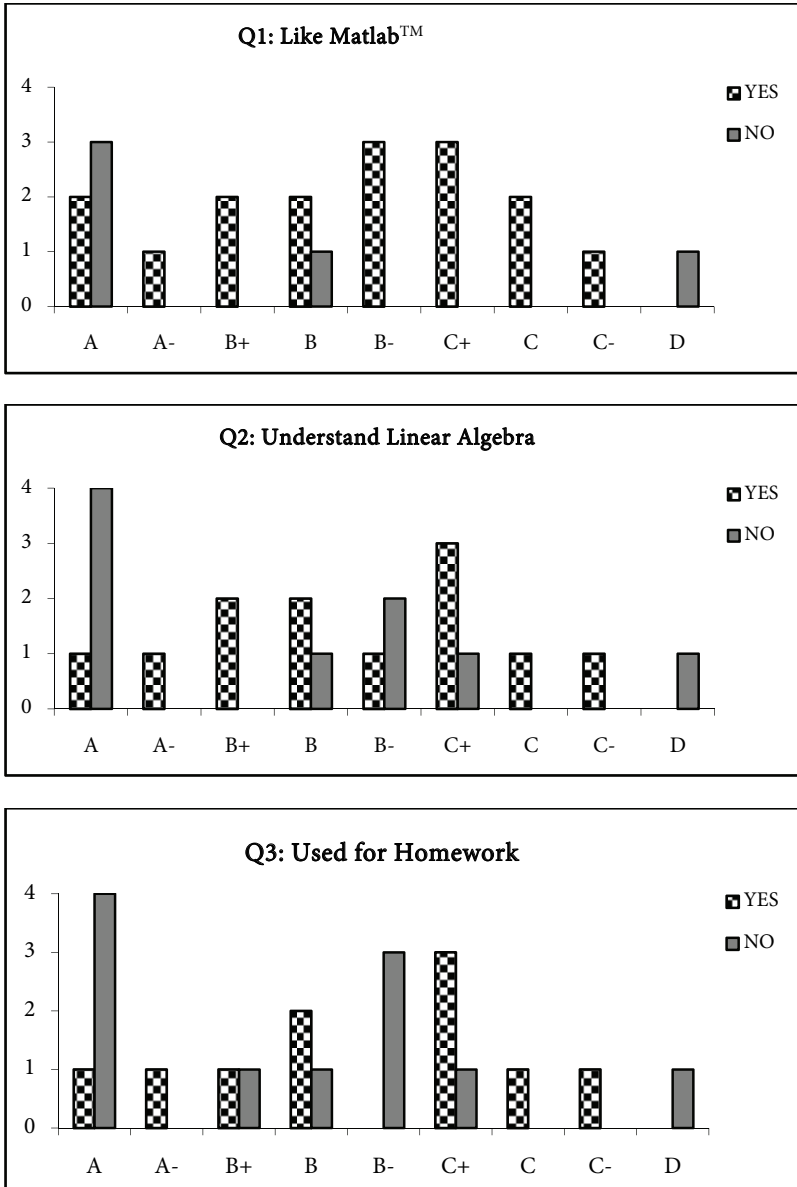 Q1: Like Matlab™
4
3
2
1
0
YES
NO
A A- B+ B B- C+ C C- D
Q2: Understand Linear Algebra
4
3
2
1
0
YES
NO
A A- B+ B B- C+ C C- D
Q3: Used for Homework
4
3
2
1
0
YES
NO
A A- B+ B B- C+ C C- D